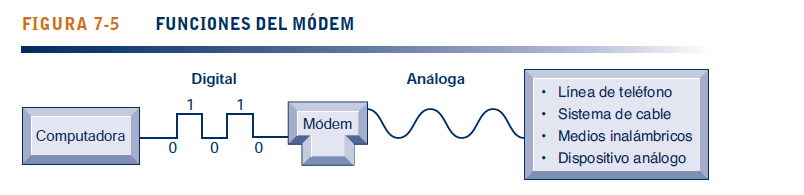 FIGURA 7-5 FUNCIONES DEL MÓDEM
Digital
Análoga
1 1
Computadora
0 0 0
Módem
• Línea de teléfono
• Sistema de cable
• Medios inalámbricos
• Dispositivo análogo